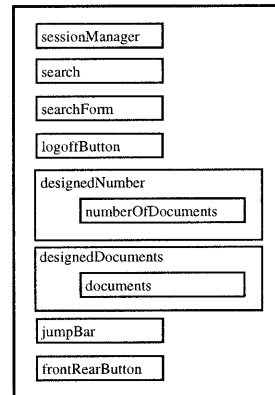 sessionManager
search
searchForm
logoffButton
designedNumber
numberOfDocuments
designedDocuments
documents
jumpBar
frontRearButton